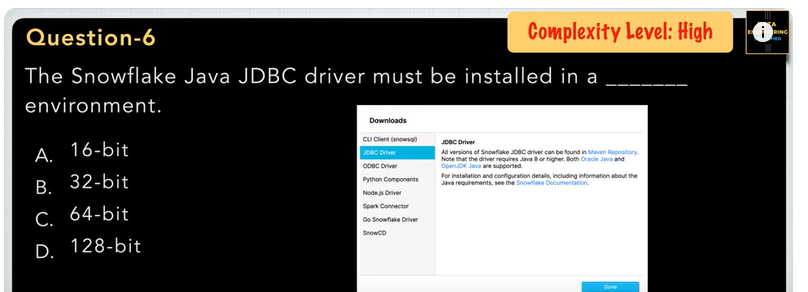 Question-6
Complexity Level: High
The Snowflake Java JDBC driver must be installed in a _______
environment.
A. 16-bit
B. 32-bit
C. 64-bit
D. 128-bit
Downloads
CLI Client (snowsql)
JDBC Driver
ODBC Driver
Python Components
Node.js Driver
Spark Connector
Go Snowflake Driver
SnowCD
JDBC Driver
All versions of Snowflake JDBC driver can be found in Maven Repository.
Note that the driver requires Java 8 or higher. Both Oracle Java and
OpenJDK Java are supported.
For installation and configuration details, including information about the
Java requirements, see the Snowflake Documentation.
Done